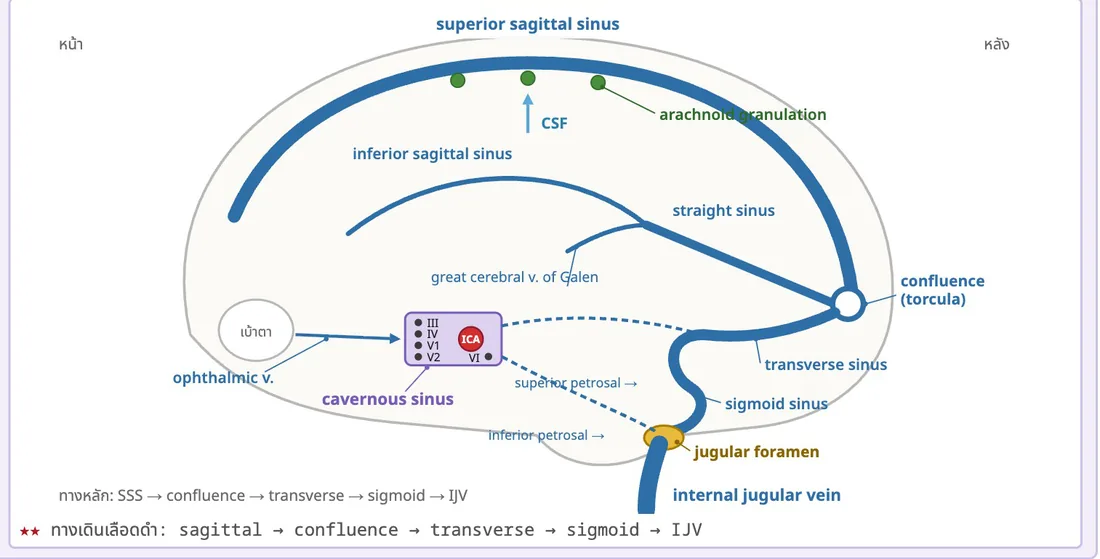 superior sagittal sinus
หน้า
หลัง
arachnoid granulation
CSF
inferior sagittal sinus
straight sinus
great cerebral v. of Galen
confluence
(torcula)
เบ้าตา
III
IV
V1
V2
ICA
VI
transverse sinus
ophthalmic v.
superior petrosal →
cavernous sinus
sigmoid sinus
inferior petrosal →
jugular foramen
ทางหลัก: SSS → confluence → transverse → sigmoid → IJV
internal jugular vein
★★ ทางเดินเลือดดำ: sagittal → confluence → transverse → sigmoid → IJV